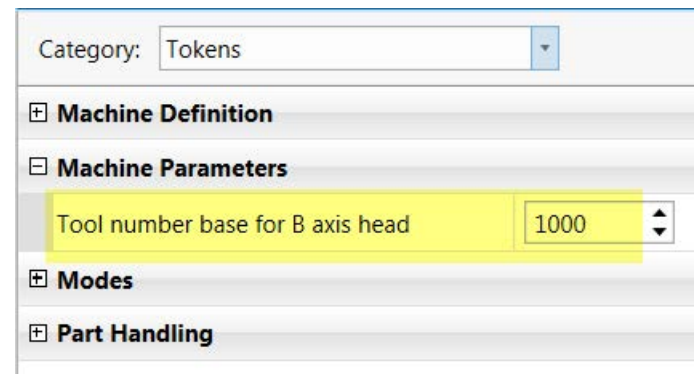 Category: Tokens
Machine Definition
Machine Parameters
Tool number base for B axis head 1000
Modes
Part Handling